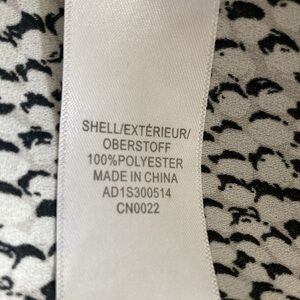 SHELL/EXTÉRIEUR/
OBERSTOFF
100%POLYESTER
MADE IN CHINA
AD1S300514
CN0022